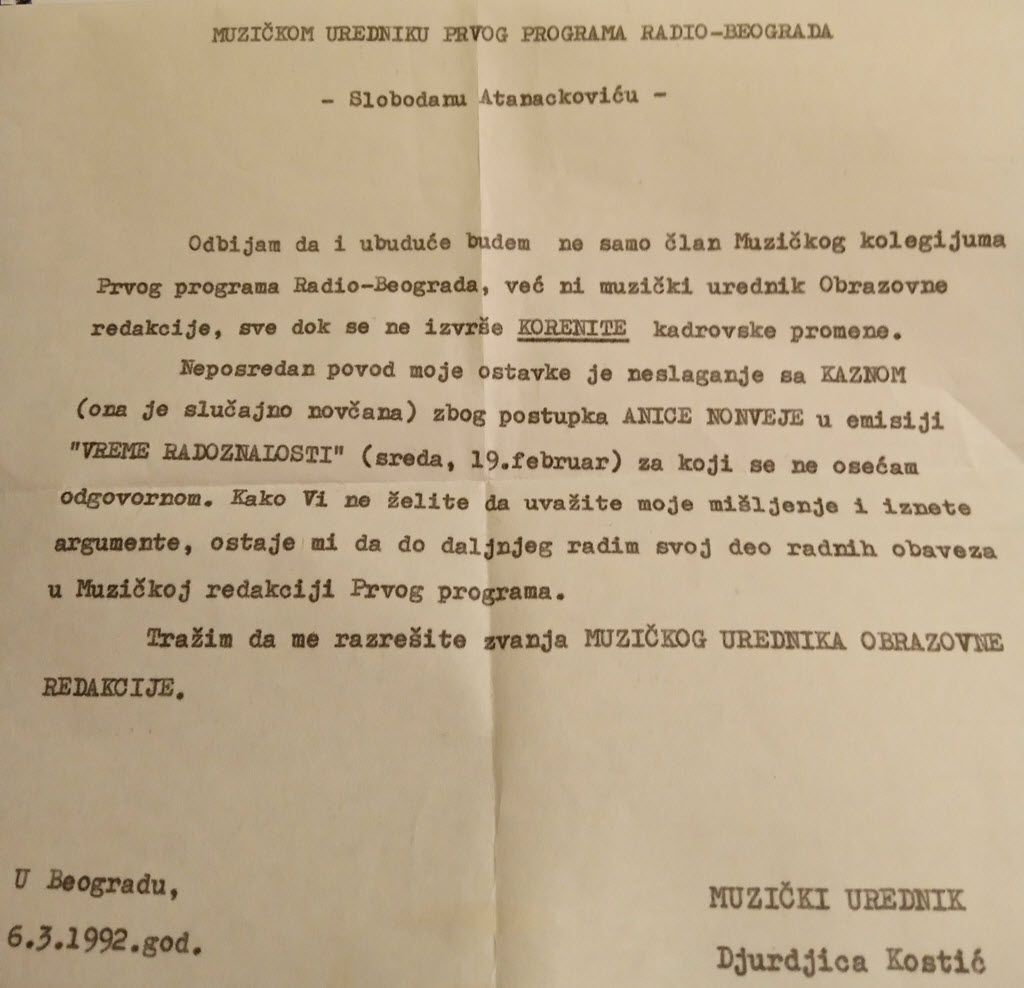 MUZIČKOM UREDNIKU PRVOG PROGRAMA RADIO-BEOGRADA
- Slobodanu Atanackoviću -
Odbijam da i ubuduće budem ne samo član Muzičkog kolegijuma
Prvog programa Radio-Beograda, već ni muzički urednik Obrazovne
redakcije, sve dok se ne izvrše KORENITE kadrovske promene.
Neposredan povod moje ostavke je neslaganje sa KAZNOM
(ona je slučajno novčana) zbog postupka ANICE NONVEJE u emisiji
"VREME RADOZNALOSTI" (sreda, 19.februar) za koji se ne osećam
odgovornom. Kako Vi ne želite da uvažite moje mišljenje i iznete
argumente, ostaje mi da do daljnjeg radim svoj deo radnih obaveza
u Muzičkoj redakciji Prvog programa.
Tražim da me razrešite zvanja MUZIČKOG UREDNIKA OBRAZOVNE
REDAKCIJE.
U Beogradu,
6.3.1992.god.
MUZIČKI UREDNIK
Djurdjica Kostić